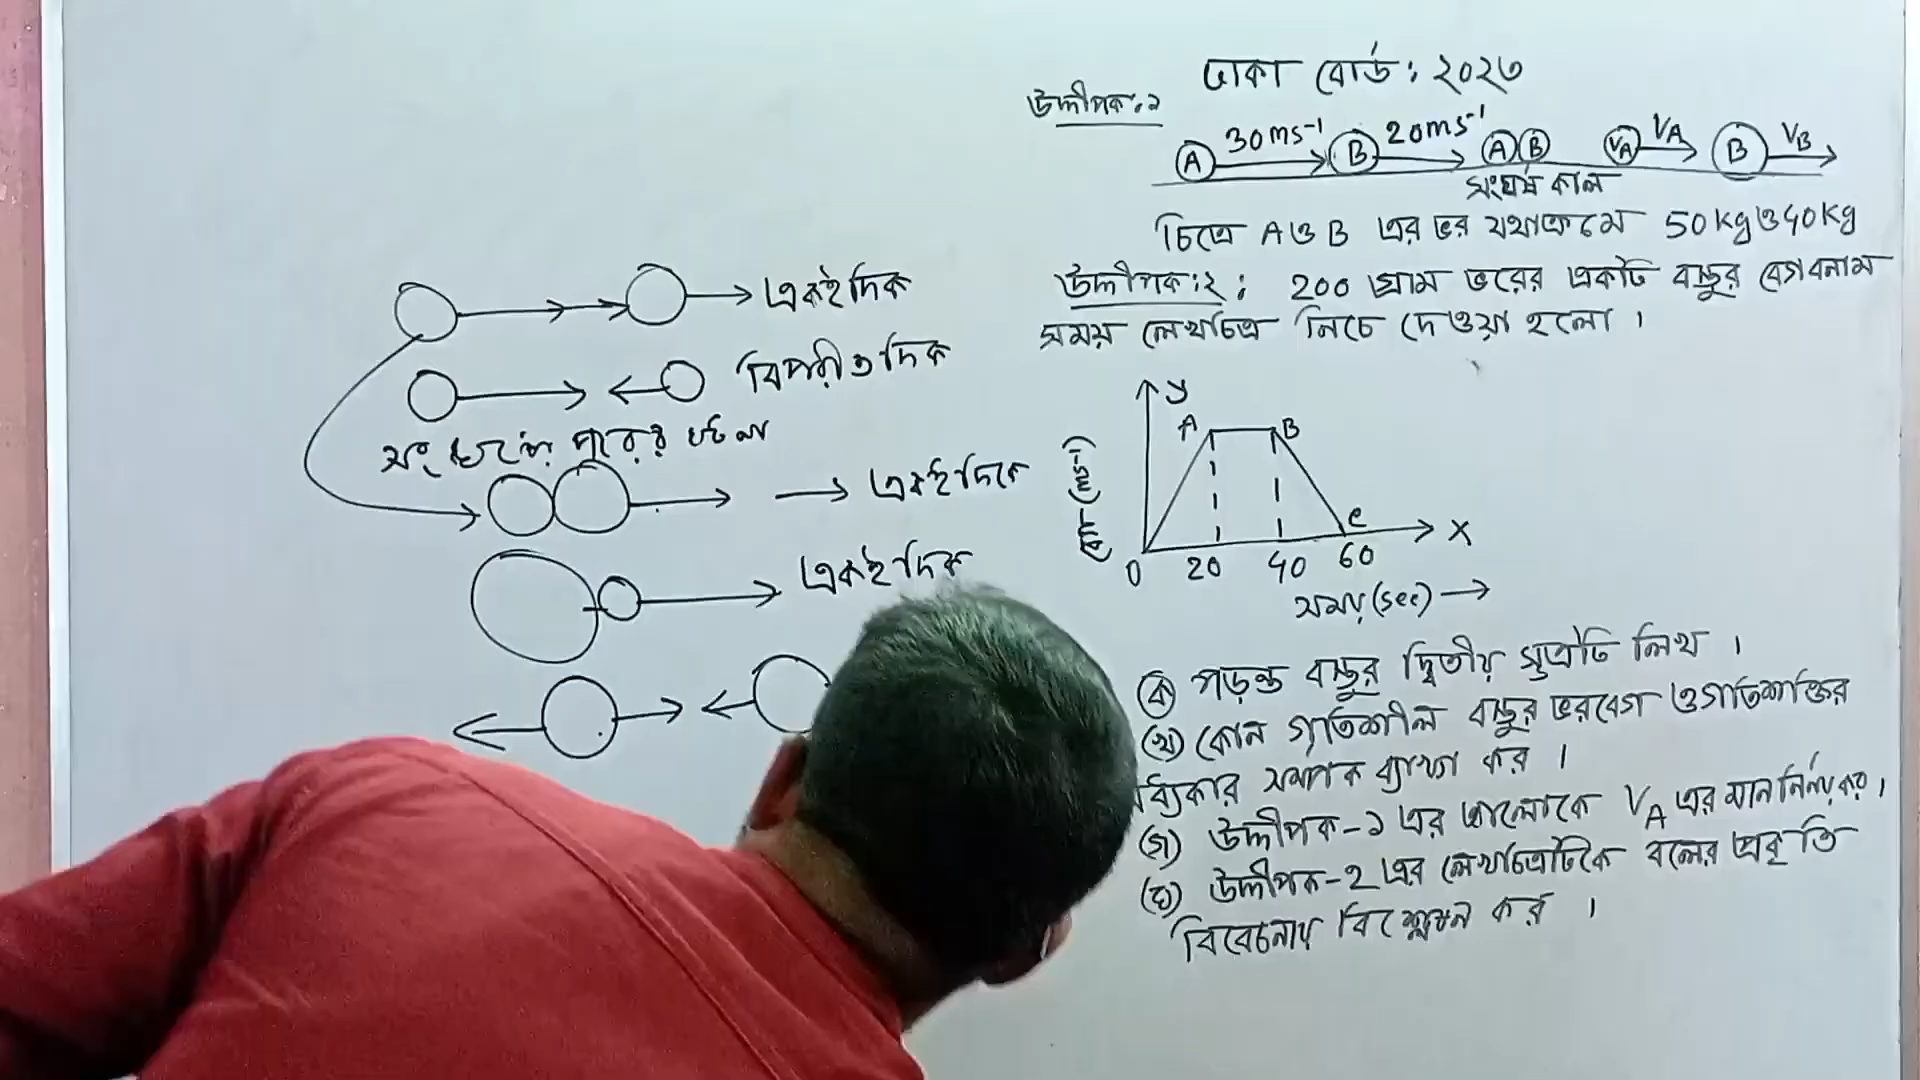 ঢাকা বোর্ড : ২০২৩
উদ্দীপক:১
A 30ms⁻¹ B 20ms⁻¹ A B VA VA B VB
সংঘর্ষ কাল
চিত্রে A ও B এর ভর যথাক্রমে 50kg ও 40kg
উদ্দীপক:২: 200 গ্রাম ভরের একটি বস্তুর বেগ বনাম
সময় লেখচিত্র নিচে দেওয়া হলো।
Y
A B
(ms⁻¹)
C
X
0 20 40 60
সময় (sec) →
একই দিক
বিপরীত দিক
পূর্বের ঘটনা
→ একই দিকে
একই দিক
ক পড়ন্ত বস্তুর দ্বিতীয় সূত্রটি লিখ।
(খ) কোন গতিশীল বস্তুর ভরবেগ ও গতিশক্তির
সম্পর্ক ব্যাখ্যা কর।
(গ) উদ্দীপক-১ এর আলোকে VA এর মান নির্ণয় কর।
(ঘ) উদ্দীপক-2 এর লেখচিত্রটিকে বলের প্রকৃতি
বিবেচনায় বিশ্লেষণ কর।